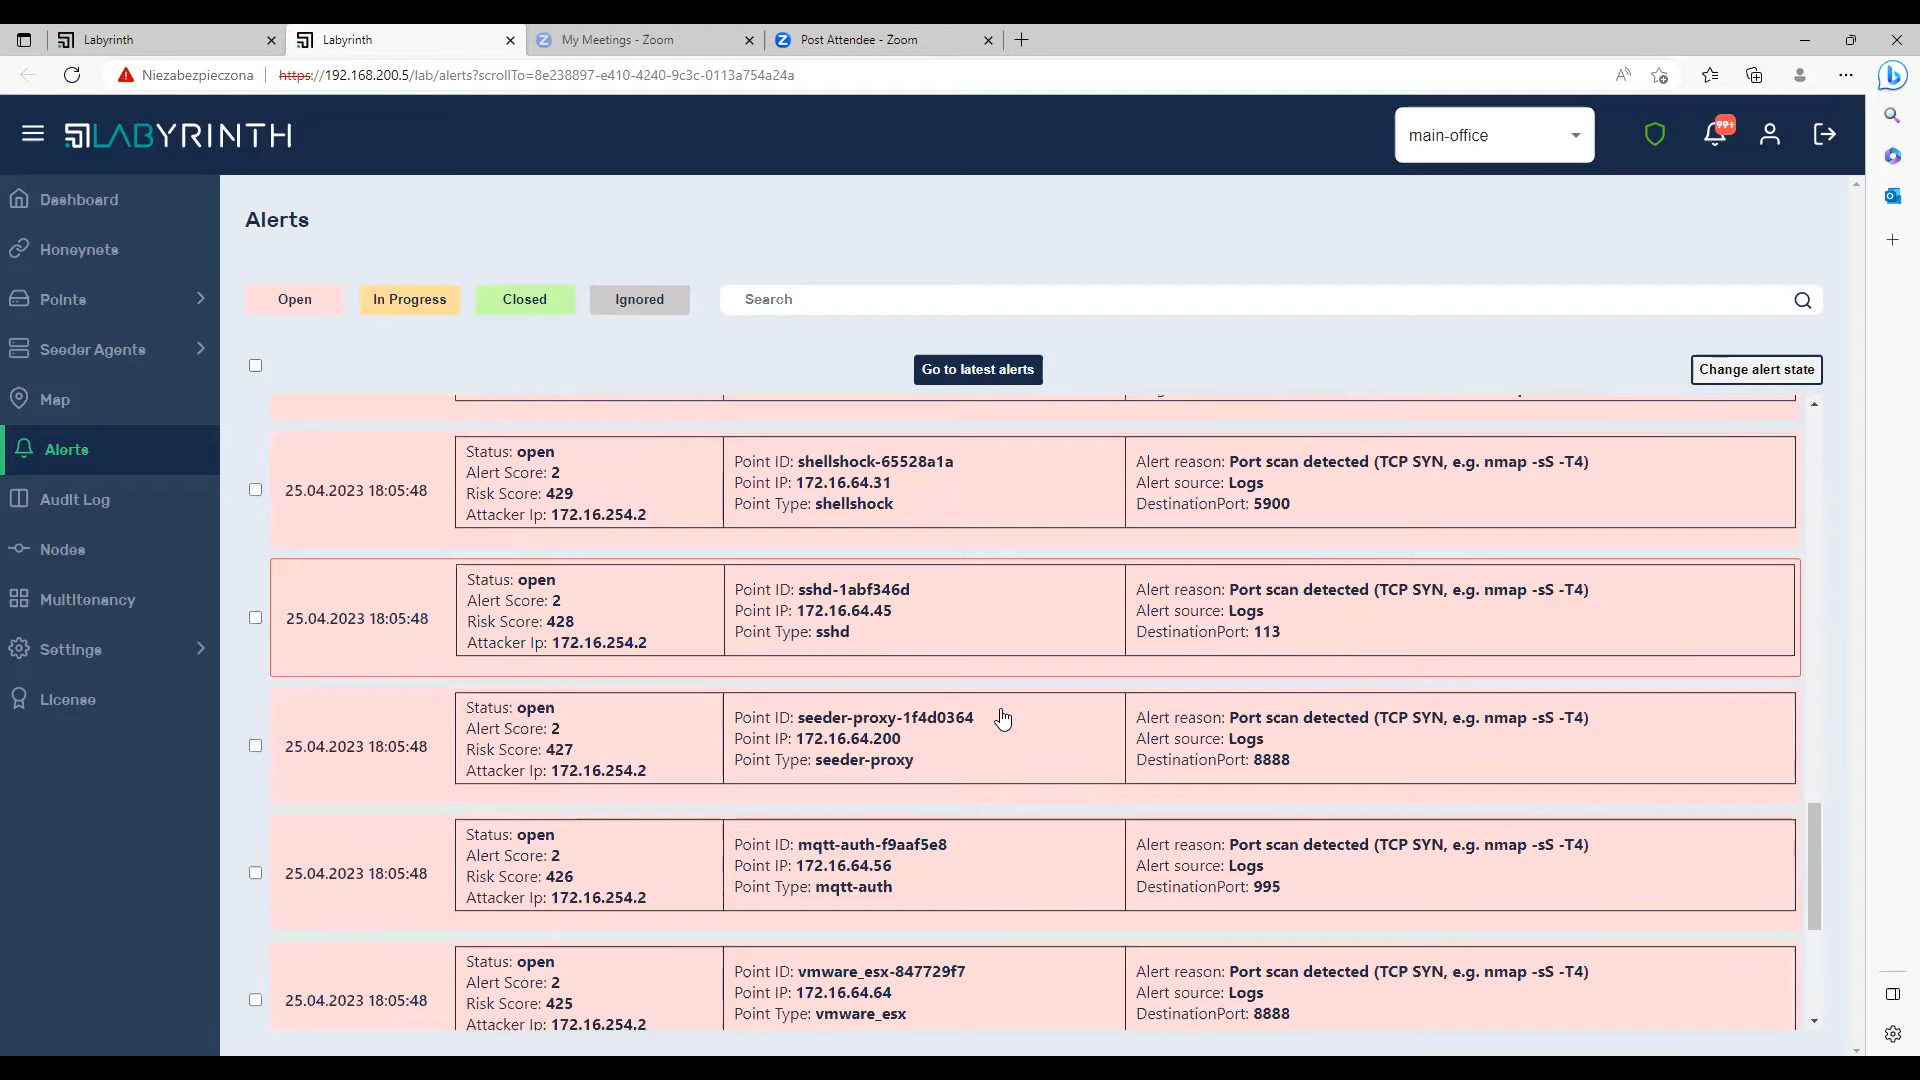 Labyrinth
Labyrinth
My Meetings - Zoom
Post Attendee - Zoom
Niezabezpieczona
https://192.168.200.5/lab/alerts?scrollTo=8e238897-e410-4240-9c3c-0113a754a24a
LABYRINTH
main-office
99+
Dashboard
Honeynets
Points
Seeder Agents
Map
Alerts
Audit Log
Nodes
Multitenancy
Settings
License
Alerts
Open
In Progress
Closed
Ignored
Search
Go to latest alerts
Change alert state
25.04.2023 18:05:48
Status: open
Alert Score: 2
Risk Score: 429
Attacker Ip: 172.16.254.2
Point ID: shellshock-65528a1a
Point IP: 172.16.64.31
Point Type: shellshock
Alert reason: Port scan detected (TCP SYN, e.g. nmap -sS -T4)
Alert source: Logs
DestinationPort: 5900
25.04.2023 18:05:48
Status: open
Alert Score: 2
Risk Score: 428
Attacker Ip: 172.16.254.2
Point ID: sshd-1abf346d
Point IP: 172.16.64.45
Point Type: sshd
Alert reason: Port scan detected (TCP SYN, e.g. nmap -sS -T4)
Alert source: Logs
DestinationPort: 113
25.04.2023 18:05:48
Status: open
Alert Score: 2
Risk Score: 427
Attacker Ip: 172.16.254.2
Point ID: seeder-proxy-1f4d0364
Point IP: 172.16.64.200
Point Type: seeder-proxy
Alert reason: Port scan detected (TCP SYN, e.g. nmap -sS -T4)
Alert source: Logs
DestinationPort: 8888
25.04.2023 18:05:48
Status: open
Alert Score: 2
Risk Score: 426
Attacker Ip: 172.16.254.2
Point ID: mqtt-auth-f9aaf5e8
Point IP: 172.16.64.56
Point Type: mqtt-auth
Alert reason: Port scan detected (TCP SYN, e.g. nmap -sS -T4)
Alert source: Logs
DestinationPort: 995
25.04.2023 18:05:48
Status: open
Alert Score: 2
Risk Score: 425
Attacker Ip: 172.16.254.2
Point ID: vmware_esx-847729f7
Point IP: 172.16.64.64
Point Type: vmware_esx
Alert reason: Port scan detected (TCP SYN, e.g. nmap -sS -T4)
Alert source: Logs
DestinationPort: 8888